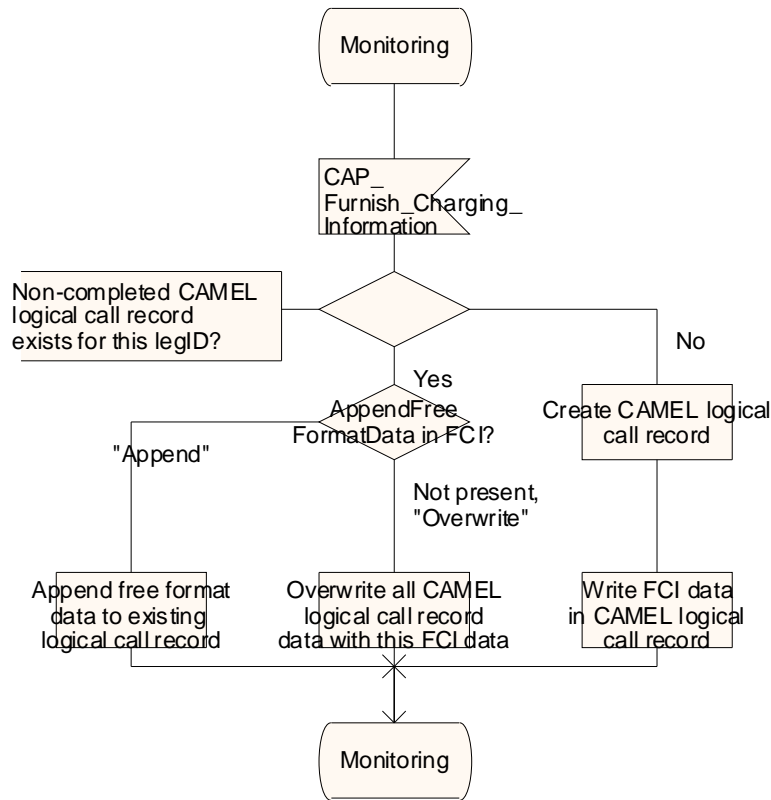 Monitoring
CAP_
Furnish_Charging_
Information
Non-completed CAMEL
logical call record
exists for this legID?
No
Yes
AppendFree
FormatData in FCI?
Create CAMEL logical
call record
"Append"
Not present,
"Overwrite"
Append free format
data to existing
logical call record
Overwrite all CAMEL
logical call record
data with this FCI data
Write FCI data
in CAMEL logical
call record
Monitoring